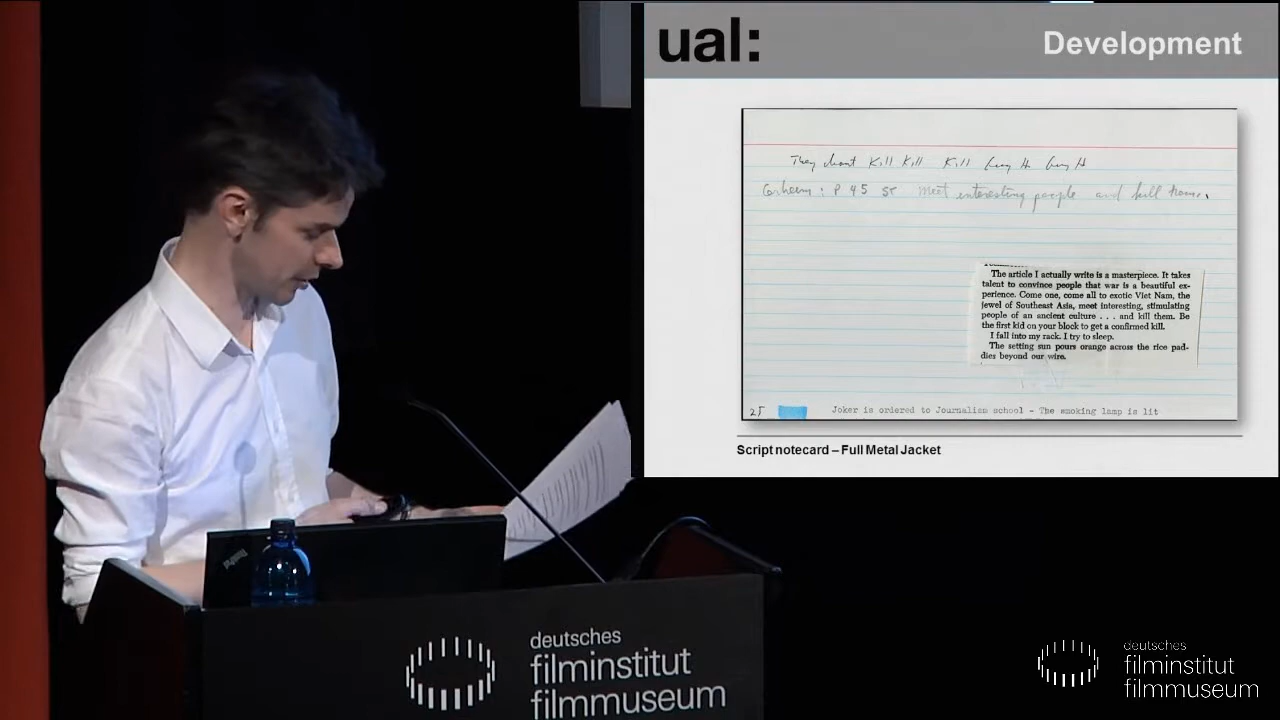 ual:
Development
They chant Kill Kill Kill Gung H Gung H
P 45 meet interesting people and kill them.
The article I actually write is a masterpiece. It takes
talent to convince people that war is a beautiful ex-
perience. Come one, come all to exotic Viet Nam, the
jewel of Southeast Asia, meet interesting, stimulating
people of an ancient culture . . . and kill them. Be
the first kid on your block to get a confirmed kill.
I fall into my rack. I try to sleep.
The setting sun pours orange across the rice pad-
dies beyond our wire.
25
Joker is ordered to Journalism school - The smoking lamp is lit
Script notecard – Full Metal Jacket
ThinkPad
deutsches
filminstitut
filmmuseum
deutsches
filminstitut
filmmuseum